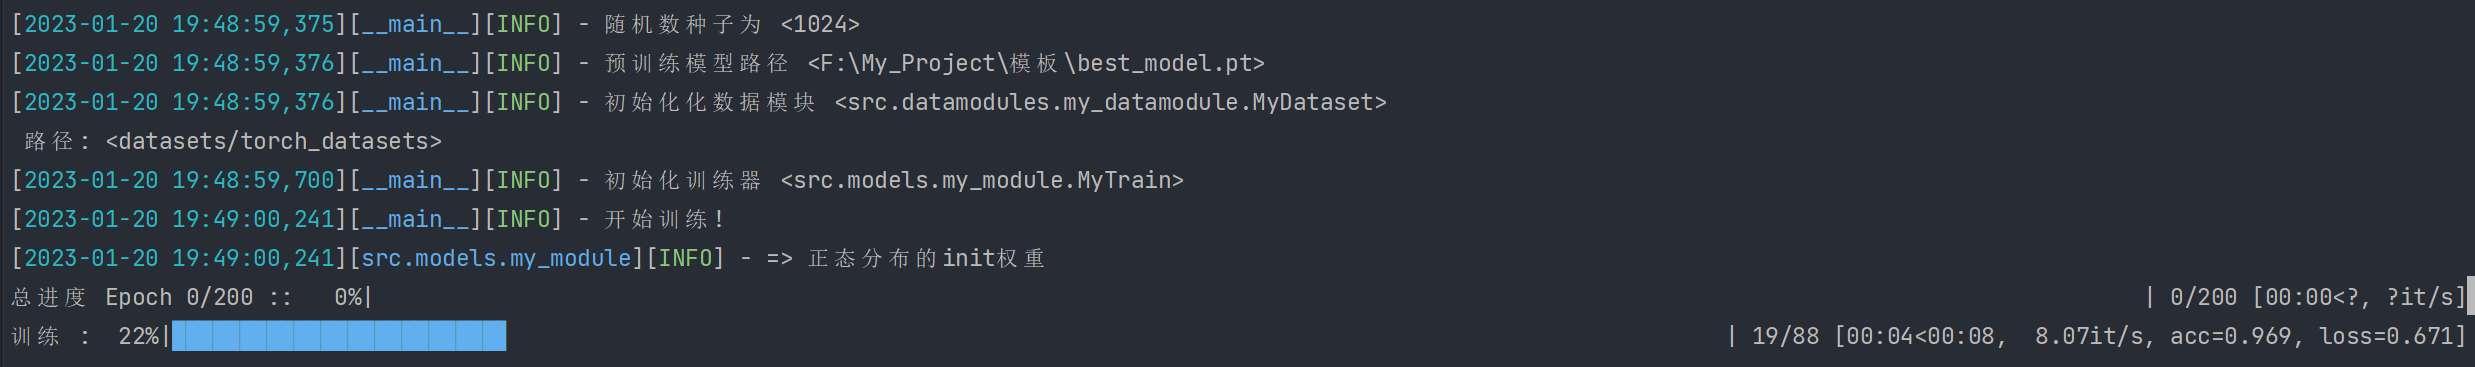 [2023-01-20 19:48:59,375][__main__][INFO] - 随机数种子为 <1024>
[2023-01-20 19:48:59,376][__main__][INFO] - 预训练模型路径 <F:\My_Project\模板\best_model.pt>
[2023-01-20 19:48:59,376][__main__][INFO] - 初始化化数据模块 <src.datamodules.my_datamodule.MyDataset>
路径: <datasets/torch_datasets>
[2023-01-20 19:48:59,700][__main__][INFO] - 初始化训练器 <src.models.my_module.MyTrain>
[2023-01-20 19:49:00,241][__main__][INFO] - 开始训练!
[2023-01-20 19:49:00,241][src.models.my_module][INFO] - => 正态分布的init权重
总进度 Epoch 0/200 ::   0%| | 0/200 [00:00<?, ?it/s]
训练 :  22%| | 19/88 [00:04<00:08,  8.07it/s, acc=0.969, loss=0.671]